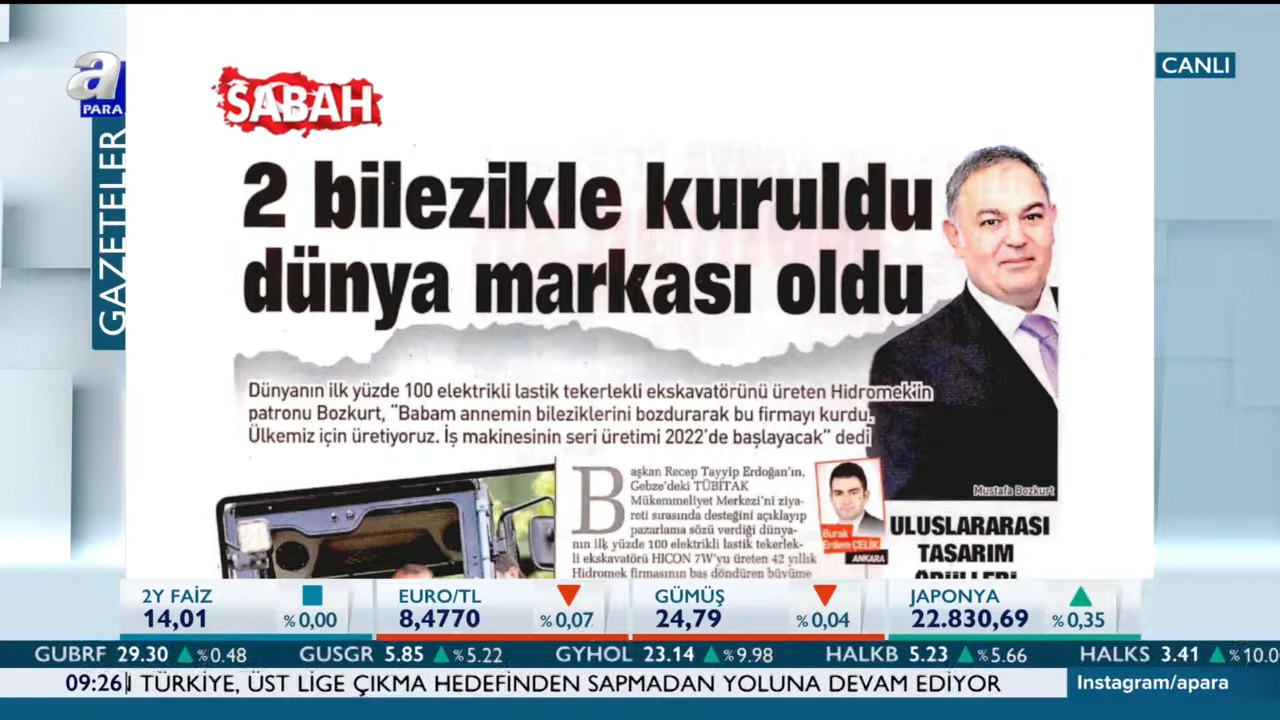 a
PARA
GAZETELER
CANLI
SABAH
2 bilezikle kuruldu
dünya markası oldu
Dünyanın ilk yüzde 100 elektrikli lastik tekerlekli ekskavatörünü üreten Hidromek'in
patronu Bozkurt, "Babam annemin bileziklerini bozdurarak bu firmayı kurdu.
Ülkemiz için üretiyoruz. İş makinesinin seri üretimi 2022'de başlayacak" dedi
Mustafa Bozkurt
Başkan Recep Tayyip Erdoğan'ın,
Gebze'deki TÜBİTAK
Mükemmeliyet Merkezi'ni ziya-
reti sırasında desteğini açıklayıp
pazarlama sözü verdiği dünya-
nın ilk yüzde 100 elektrikli lastik tekerlek-
li ekskavatörü HICON 7W'yu üreten 42 yıllık
Hidromek firmasının baş döndüren büyüme
Burak
Erdem ÇELİK
ANKARA
ULUSLARARASI
TASARIM
ÖDÜLLERİ
2Y FAİZ
14,01 %0,00
EURO/TL
8,4770 %0,07
GÜMÜŞ
24,79 %0,04
JAPONYA
22.830,69 %0,35
GUBRF 29.30 %0.48 GUSGR 5.85 %5.22 GYHOL 23.14 %9.98 HALKB 5.23 %5.66 HALKS 3.41 %10.0
09:26 TÜRKİYE, ÜST LİGE ÇIKMA HEDEFİNDEN SAPMADAN YOLUNA DEVAM EDİYOR
Instagram/apara